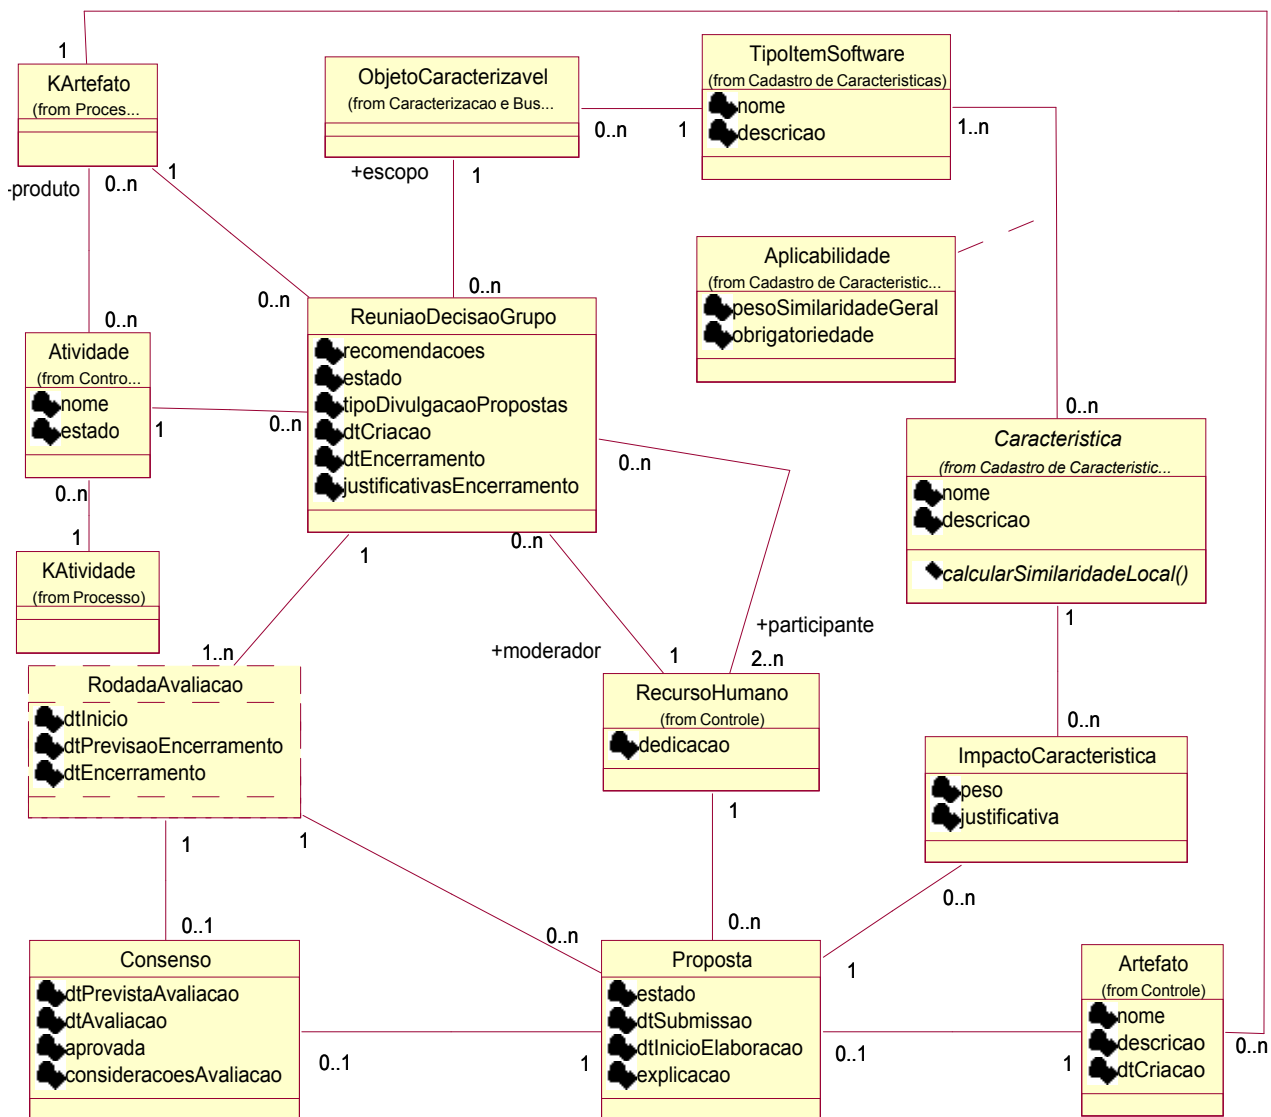 1
KArtefato
(from Proces...
ObjetoCaracterizavel
(from Caracterizacao e Bus...
TipoItemSoftware
(from Cadastro de Caracteristicas)
nome
descricao
0..n
1
1..n
-produto
0..n
1
+escopo
1
Aplicabilidade
(from Cadastro de Caracteristic...
pesoSimilaridadeGeral
obrigatoriedade
0..n
0..n
0..n
ReuniaoDecisaoGrupo
recomendacoes
estado
tipoDivulgacaoPropostas
dtCriacao
dtEncerramento
justificativasEncerramento
Atividade
(from Contro...
nome
estado
1
0..n
0..n
0..n
Caracteristica
(from Cadastro de Caracteristic...
nome
descricao
calcularSimilaridadeLocal()
0..n
1
KAtividade
(from Processo)
1
0..n
1
+moderador
+participante
1..n
1
2..n
RodadaAvaliacao
dtInicio
dtPrevisaoEncerramento
dtEncerramento
RecursoHumano
(from Controle)
dedicacao
0..n
ImpactoCaracteristica
peso
justificativa
1
1
1
0..n
0..1
0..n
0..n
1
Consenso
dtPrevistaAvaliacao
dtAvaliacao
aprovada
consideracoesAvaliacao
Proposta
estado
dtSubmissao
dtInicioElaboracao
explicacao
Artefato
(from Controle)
nome
descricao
dtCriacao
0..1
1
0..1
1
0..n